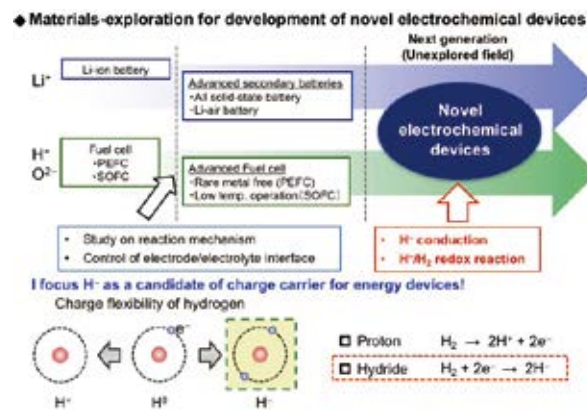 ◆ Materials-exploration for development of novel electrochemical devices
Next generation
(Unexplored field)
Li⁺
Li-ion battery
Advanced secondary batteries
•All solid-state battery
•Li-air battery
Novel
electrochemical
devices
H⁺
O²⁻
Fuel cell
•PEFC
•SOFC
Advanced Fuel cell
•Rare metal free (PEFC)
•Low temp. operation(SOFC)
• Study on reaction mechanism
• Control of electrode/electrolyte interface
• H⁻ conduction
• H⁻/H₂ redox reaction
I focus H⁻ as a candidate of charge carrier for energy devices!
Charge flexibility of hydrogen
e⁻
H⁺
H⁰
H⁻
Proton H₂ → 2H⁺ + 2e⁻
Hydride H₂ + 2e⁻ → 2H⁻